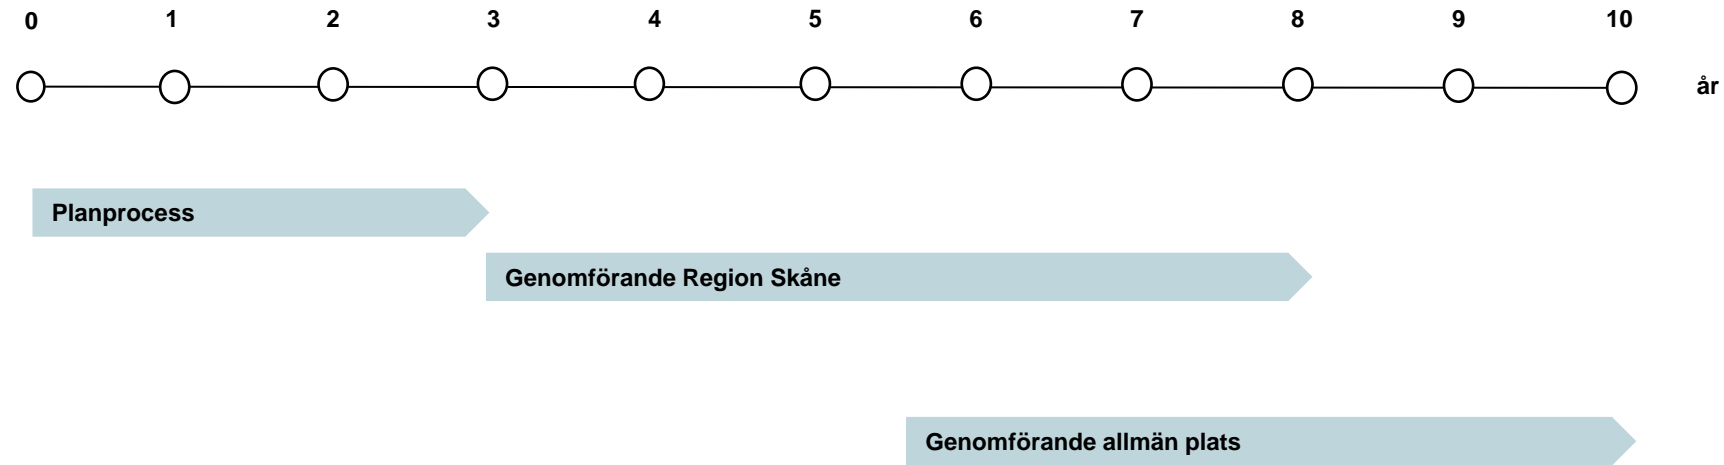 0 1 2 3 4 5 6 7 8 9 10
år
Planprocess
Genomförande Region Skåne
Genomförande allmän plats